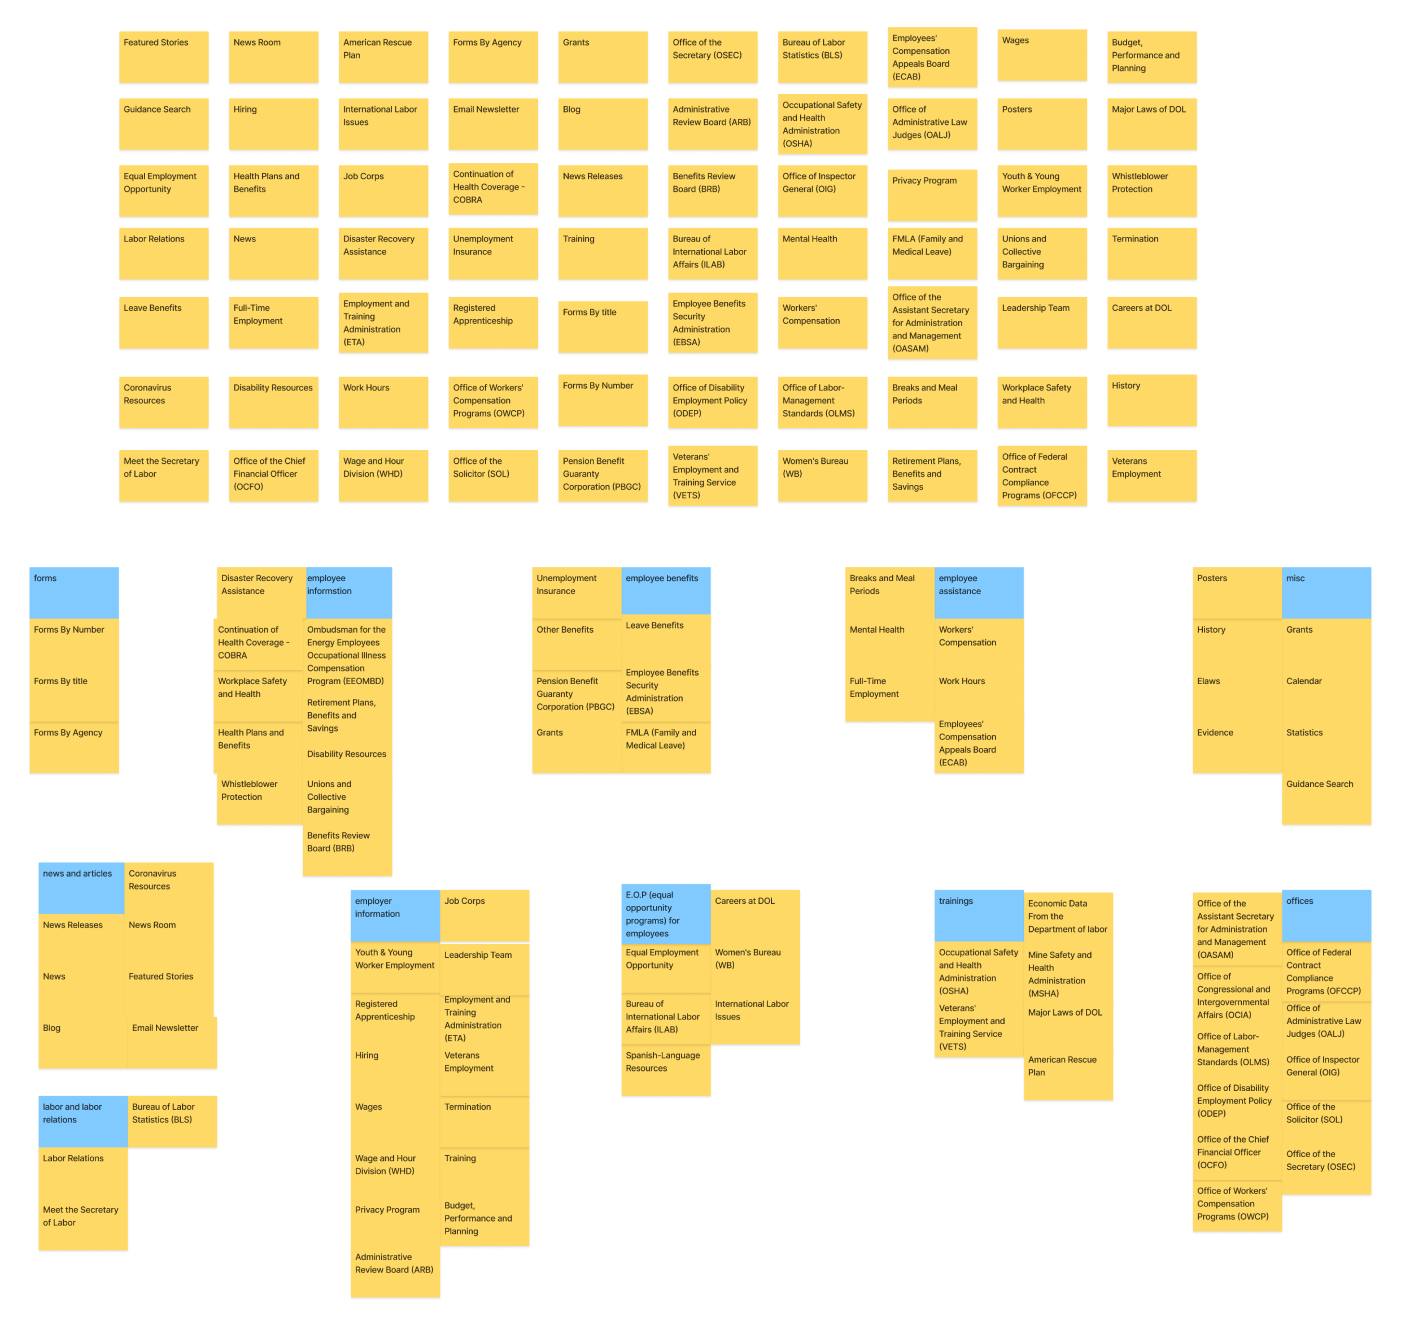 Featured Stories
News Room
American Rescue
Plan
Forms By Agency
Grants
Office of the
Secretary (OSEC)
Bureau of Labor
Statistics (BLS)
Employees'
Compensation
Appeals Board
(ECAB)
Wages
Budget,
Performance and
Planning
Guidance Search
Hiring
International Labor
Issues
Email Newsletter
Blog
Administrative
Review Board (ARB)
Occupational Safety
and Health
Administration
(OSHA)
Office of
Administrative Law
Judges (OALJ)
Posters
Major Laws of DOL
Equal Employment
Opportunity
Health Plans and
Benefits
Job Corps
Continuation of
Health Coverage -
COBRA
News Releases
Benefits Review
Board (BRB)
Office of Inspector
General (OIG)
Privacy Program
Youth & Young
Worker Employment
Whistleblower
Protection
Labor Relations
News
Disaster Recovery
Assistance
Unemployment
Insurance
Training
Bureau of
International Labor
Affairs (ILAB)
Mental Health
FMLA (Family and
Medical Leave)
Unions and
Collective
Bargaining
Termination
Leave Benefits
Full-Time
Employment
Employment and
Training
Administration
(ETA)
Registered
Apprenticeship
Forms By title
Employee Benefits
Security
Administration
(EBSA)
Workers'
Compensation
Office of the
Assistant Secretary
for Administration
and Management
(OASAM)
Leadership Team
Careers at DOL
Coronavirus
Resources
Disability Resources
Work Hours
Office of Workers'
Compensation
Programs (OWCP)
Forms By Number
Office of Disability
Employment Policy
(ODEP)
Office of Labor-
Management
Standards (OLMS)
Breaks and Meal
Periods
Workplace Safety
and Health
History
Meet the Secretary
of Labor
Office of the Chief
Financial Officer
(OCFO)
Wage and Hour
Division (WHD)
Office of the
Solicitor (SOL)
Pension Benefit
Guaranty
Corporation (PBGC)
Veterans'
Employment and
Training Service
(VETS)
Women's Bureau
(WB)
Retirement Plans,
Benefits and
Savings
Office of Federal
Contract
Compliance
Programs (OFCCP)
Veterans
Employment
forms
Forms By Number
Forms By title
Forms By Agency
Disaster Recovery
Assistance
Continuation of
Health Coverage -
COBRA
Workplace Safety
and Health
Health Plans and
Benefits
Whistleblower
Protection
employee
informstion
Ombudsman for the
Energy Employees
Occupational Illness
Compensation
Program (EEOMBD)
Retirement Plans,
Benefits and
Savings
Disability Resources
Unions and
Collective
Bargaining
Benefits Review
Board (BRB)
Unemployment
Insurance
Other Benefits
Pension Benefit
Guaranty
Corporation (PBGC)
Grants
employee benefits
Leave Benefits
Employee Benefits
Security
Administration
(EBSA)
FMLA (Family and
Medical Leave)
Breaks and Meal
Periods
Mental Health
Full-Time
Employment
employee
assistance
Workers'
Compensation
Work Hours
Employees'
Compensation
Appeals Board
(ECAB)
Posters
History
Elaws
Evidence
misc
Grants
Calendar
Statistics
Guidance Search
news and articles
News Releases
News
Blog
Coronavirus
Resources
News Room
Featured Stories
Email Newsletter
labor and labor
relations
Labor Relations
Meet the Secretary
of Labor
Bureau of Labor
Statistics (BLS)
employer
information
Youth & Young
Worker Employment
Registered
Apprenticeship
Hiring
Wages
Wage and Hour
Division (WHD)
Privacy Program
Administrative
Review Board (ARB)
Job Corps
Leadership Team
Employment and
Training
Administration
(ETA)
Veterans
Employment
Termination
Training
Budget,
Performance and
Planning
E.O.P (equal
opportunity
programs) for
employees
Equal Employment
Opportunity
Bureau of
International Labor
Affairs (ILAB)
Spanish-Language
Resources
Careers at DOL
Women's Bureau
(WB)
International Labor
Issues
trainings
Occupational Safety
and Health
Administration
(OSHA)
Veterans'
Employment and
Training Service
(VETS)
Economic Data
From the
Department of labor
Mine Safety and
Health
Administration
(MSHA)
Major Laws of DOL
American Rescue
Plan
Office of the
Assistant Secretary
for Administration
and Management
(OASAM)
Office of
Congressional and
Intergovernmental
Affairs (OCIA)
Office of Labor-
Management
Standards (OLMS)
Office of Disability
Employment Policy
(ODEP)
Office of the Chief
Financial Officer
(OCFO)
Office of Workers'
Compensation
Programs (OWCP)
offices
Office of Federal
Contract
Compliance
Programs (OFCCP)
Office of
Administrative Law
Judges (OALJ)
Office of Inspector
General (OIG)
Office of the
Solicitor (SOL)
Office of the
Secretary (OSEC)